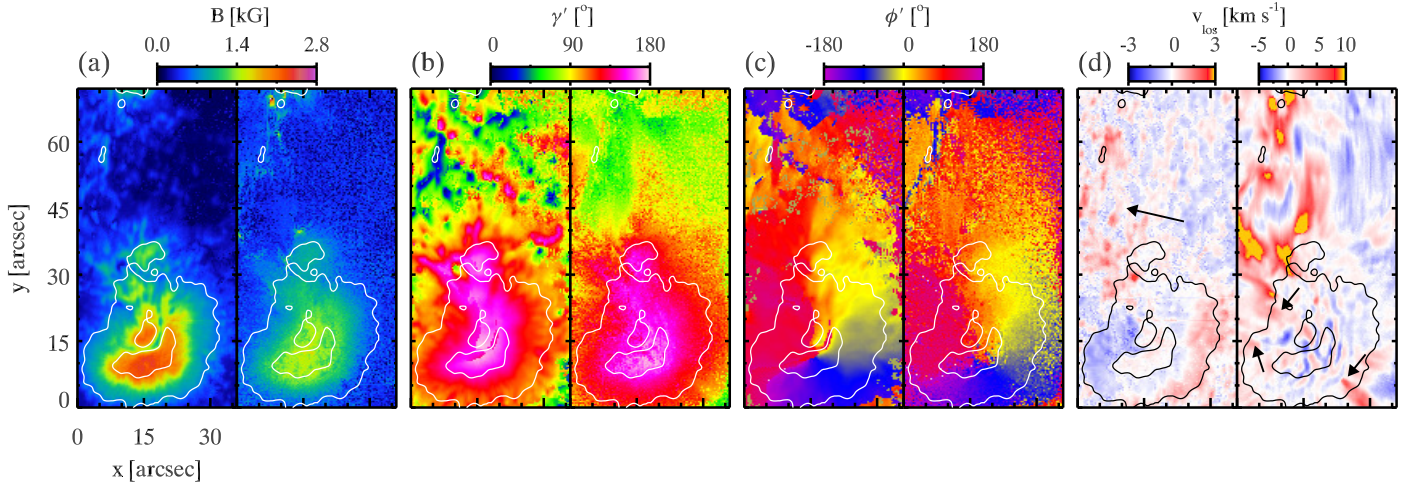 B [kG]
0.0 1.4 2.8
(a)
γ′ [°]
0 90 180
(b)
ϕ′ [°]
-180 0 180
(c)
v_los [km s⁻¹]
-3 3 -5 0 5 10
(d)
y [arcsec]
60
45
30
15
0
0 15 30
x [arcsec]